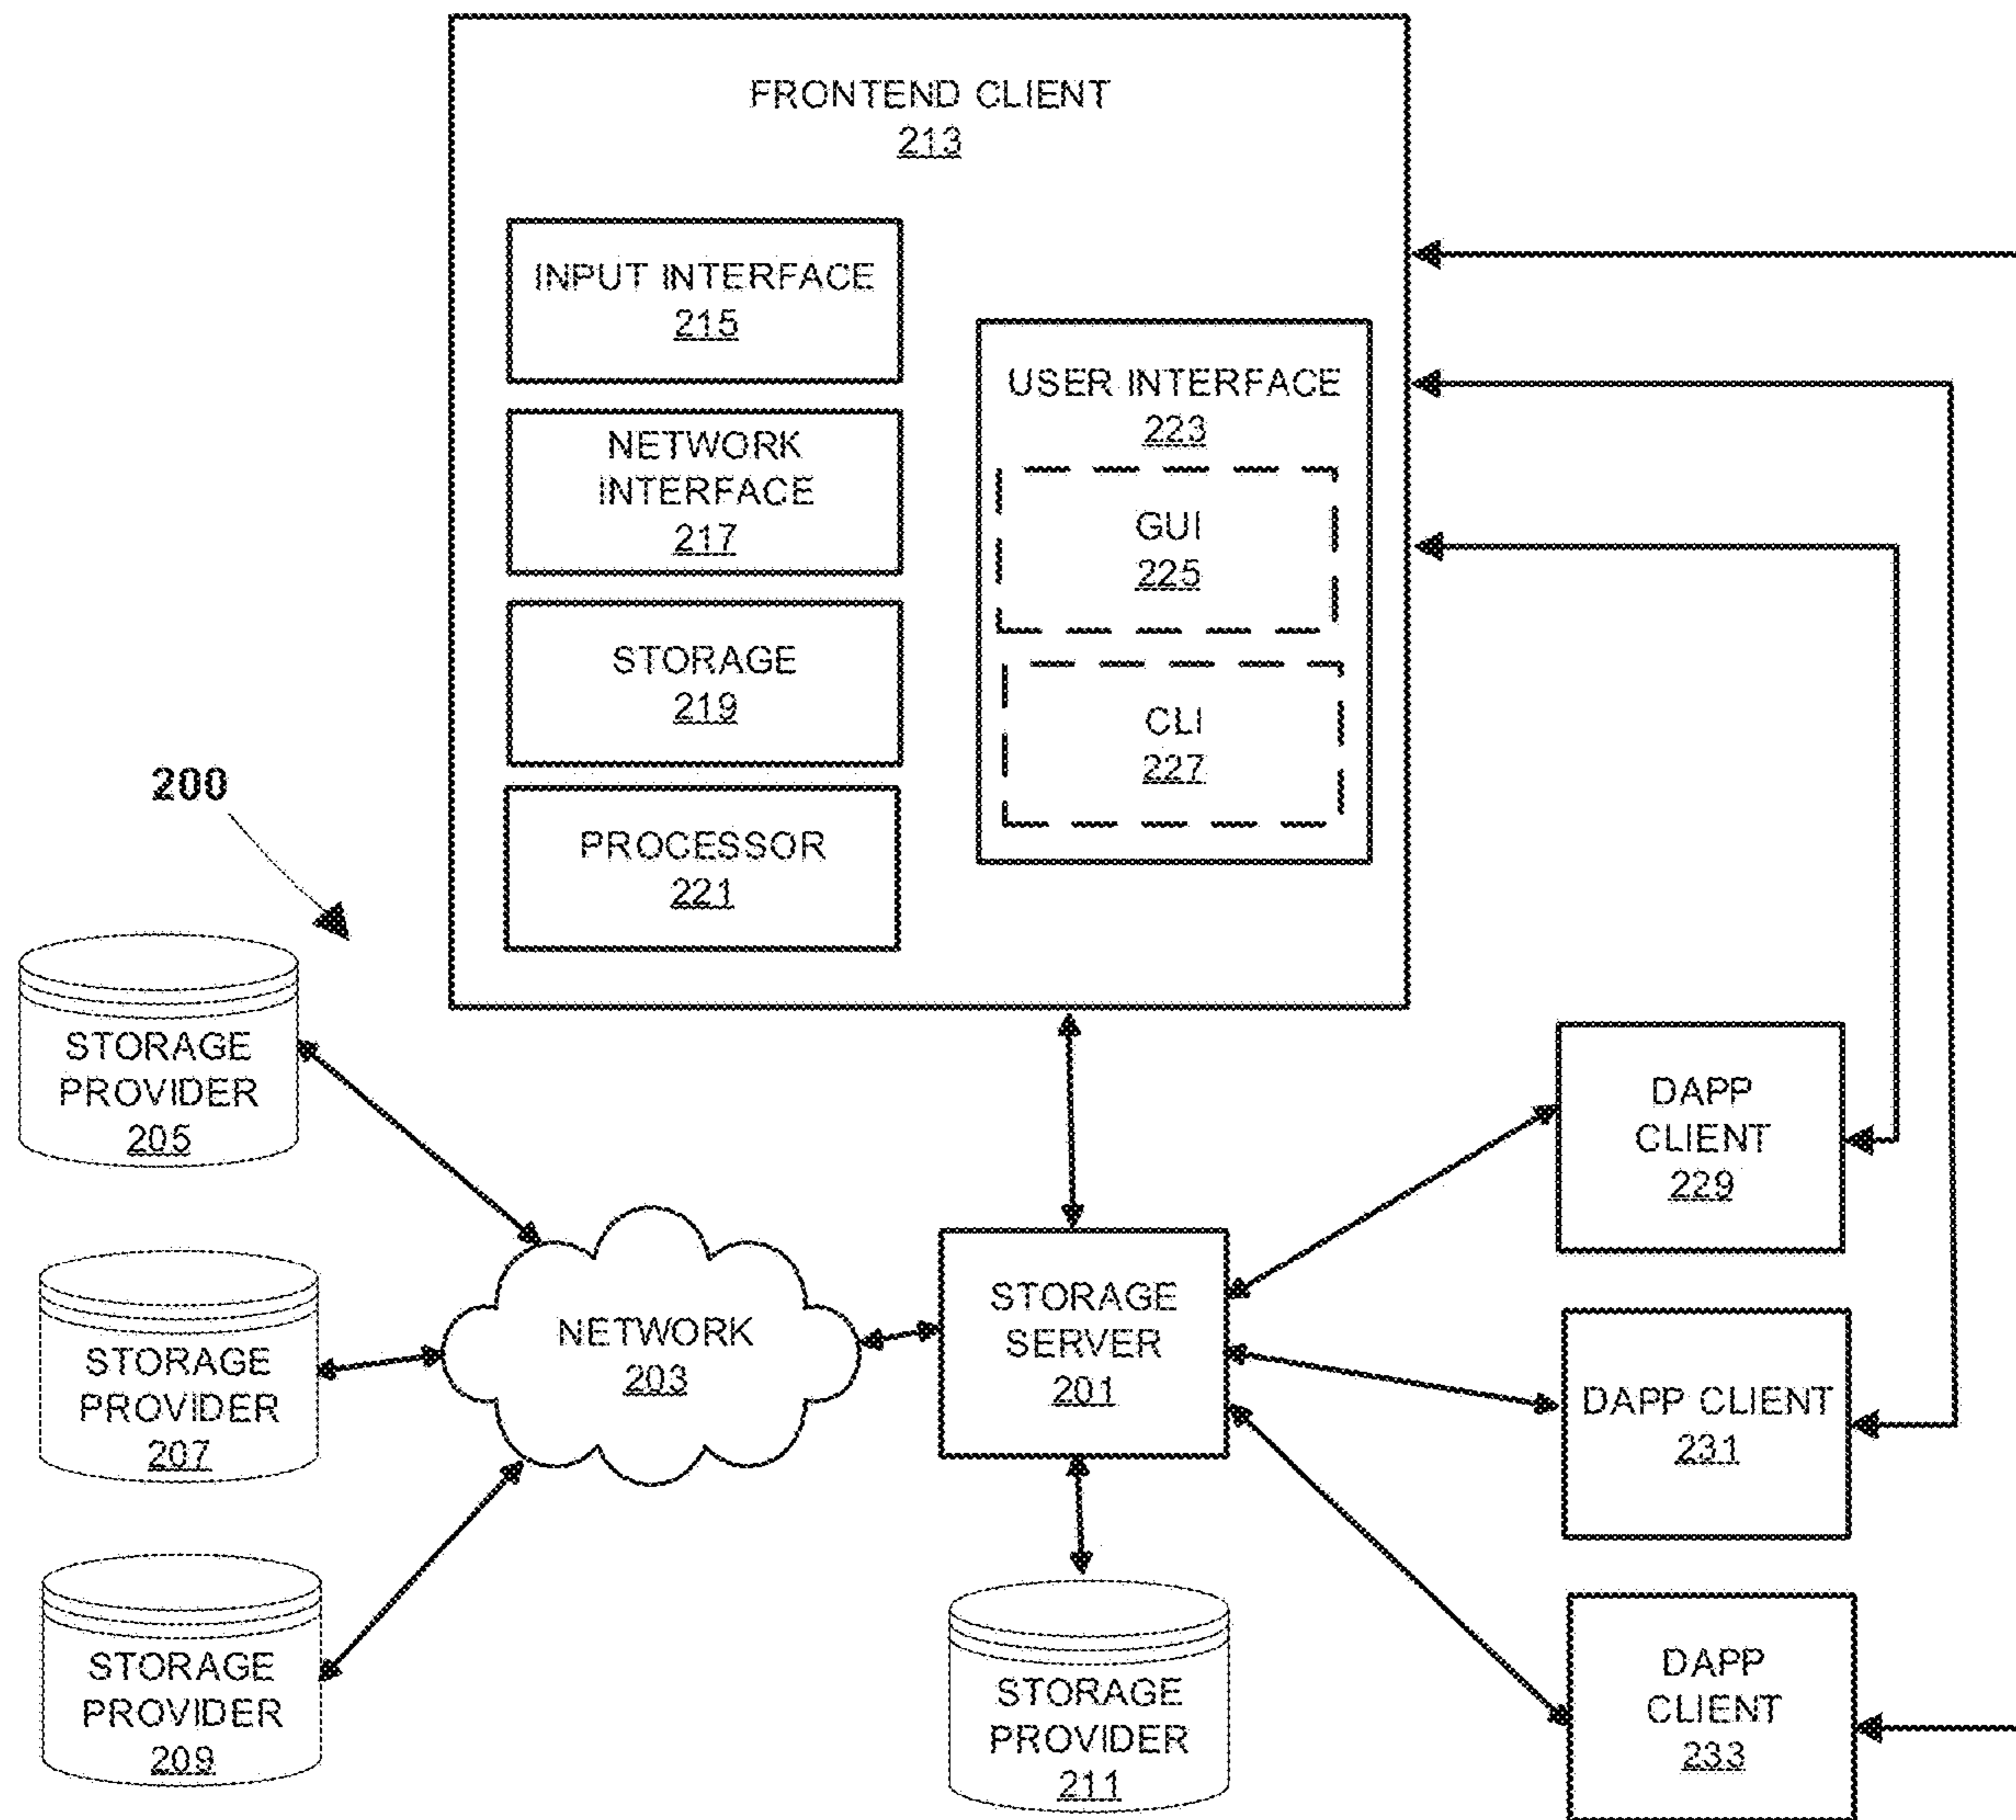 FRONTEND CLIENT
213
INPUT INTERFACE
215
NETWORK
INTERFACE
217
STORAGE
219
PROCESSOR
221
USER INTERFACE
223
GUI
225
CLI
227
200
STORAGE
PROVIDER
205
STORAGE
PROVIDER
207
STORAGE
PROVIDER
209
NETWORK
203
STORAGE
SERVER
201
STORAGE
PROVIDER
211
DAPP
CLIENT
229
DAPP CLIENT
231
DAPP
CLIENT
233